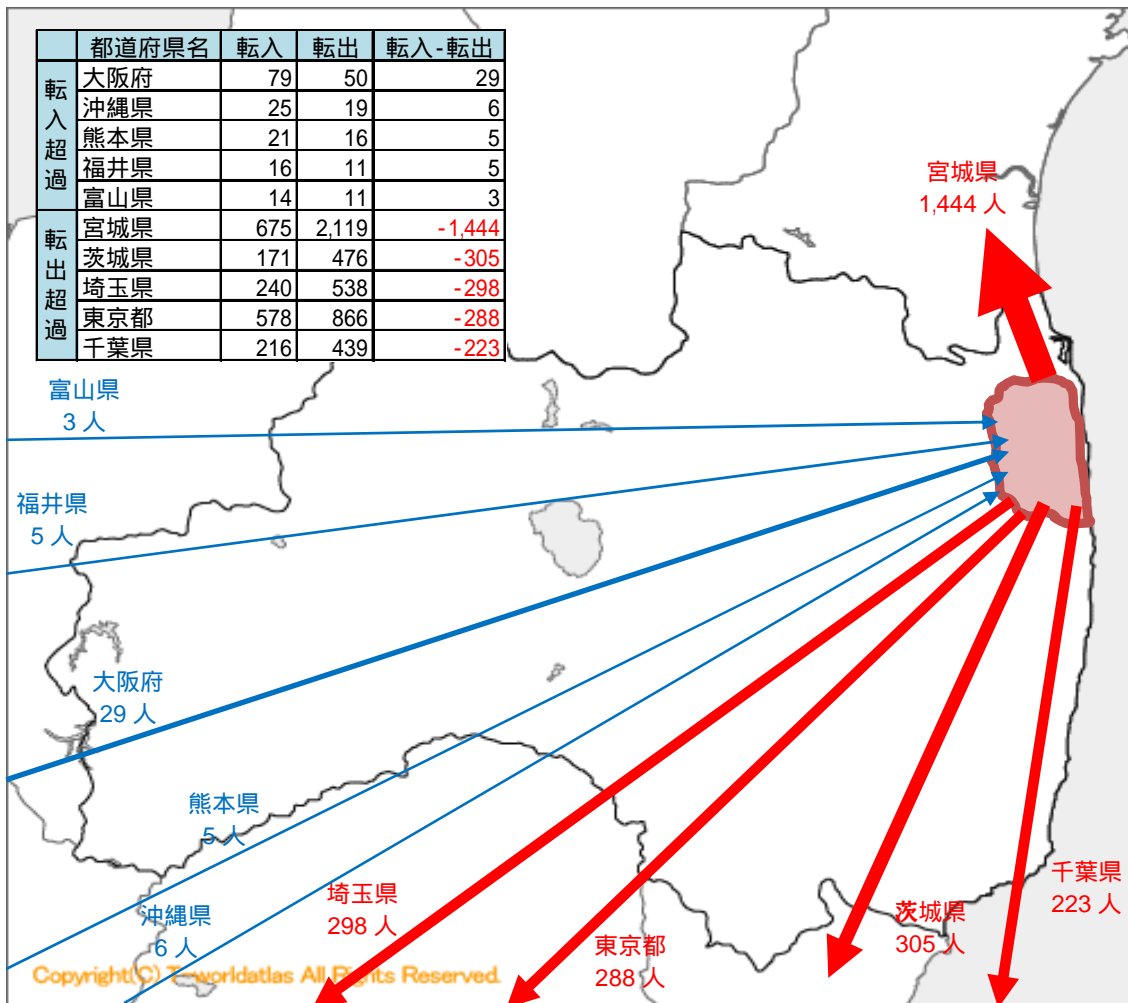 都道府県名 転入 転出 転入-転出
転入超過
大阪府 79 50 29
沖縄県 25 19 6
熊本県 21 16 5
福井県 16 11 5
富山県 14 11 3
転出超過
宮城県 675 2,119 -1,444
茨城県 171 476 -305
埼玉県 240 538 -298
東京都 578 866 -288
千葉県 216 439 -223
宮城県
1,444 人
富山県
3 人
福井県
5 人
大阪府
29 人
熊本県
5 人
沖縄県
6 人
埼玉県
298 人
東京都
288 人
茨城県
305 人
千葉県
223 人
Copyright(C) T-worldatlas All Rights Reserved.